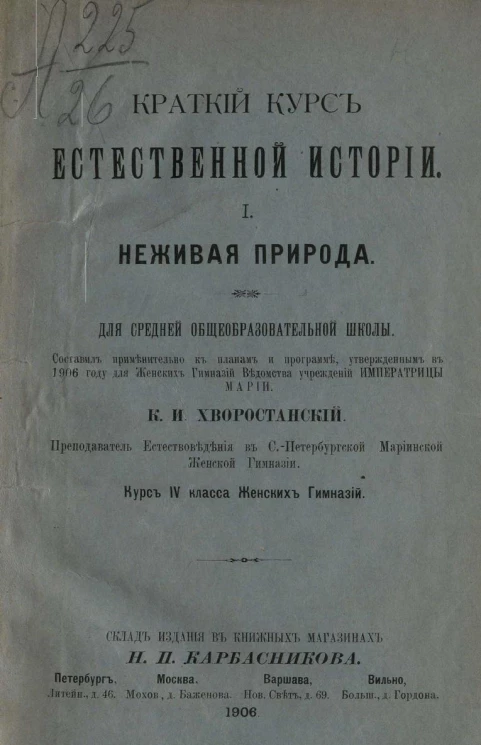 225
26
КРАТКІЙ КУРСЪ
ЕСТЕСТВЕННОЙ ИСТОРІИ.
I.
НЕЖИВАЯ ПРИРОДА.
ДЛЯ СРЕДНЕЙ ОБЩЕОБРАЗОВАТЕЛЬНОЙ ШКОЛЫ.
Составилъ примѣнительно къ планамъ и программѣ, утвержденнымъ въ
1906 году для Женскихъ Гимназій Вѣдомства учрежденій ИМПЕРАТРИЦЫ
МАРІИ.
К. И. ХВОРОСТАНСКІЙ.
Преподаватель Естествовѣдѣнія въ С.-Петербургской Маріинской
Женской Гимназіи.
Курсъ IV класса Женскихъ Гимназій.
СКЛАДЪ ИЗДАНІЯ ВЪ КНИЖНЫХЪ МАГАЗИНАХЪ
Н. П. КАРБАСНИКОВА.
Петербургъ. Москва. Варшава, Вильно,
Литейн., д. 46. Мохов., д. Баженова. Нов. Свѣтъ, д. 69. Больш., д. Гордона.
1906